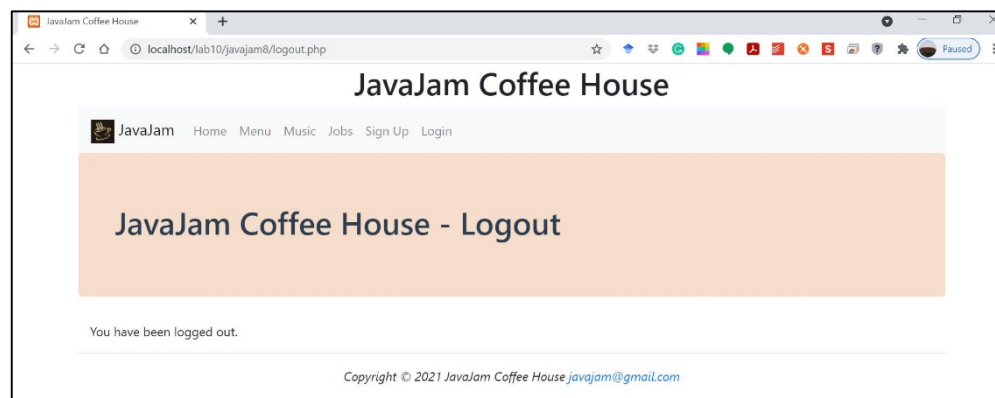 JavaJam Coffee House
localhost/lab10/javajam8/logout.php
Paused
JavaJam Coffee House
JavaJam Home Menu Music Jobs Sign Up Login
JavaJam Coffee House - Logout
You have been logged out.
Copyright © 2021 JavaJam Coffee House javajam@gmail.com